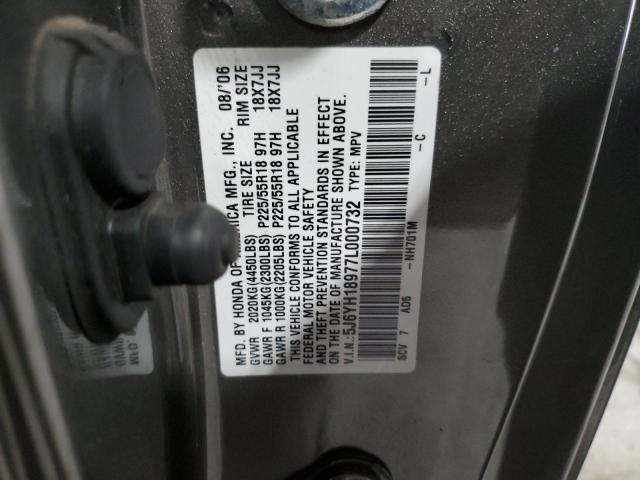 MFD. BY HONDA OF AMERICA MFG., INC. 08/'06
GVWR 2020KG(4450LBS) TIRE SIZE RIM SIZE
GAWR F 1045KG(2300LBS) P225/55R18 97H 18X7JJ
GAWR R 1000KG(2205LBS) P225/55R18 97H 18X7JJ
THIS VEHICLE CONFORMS TO ALL APPLICABLE
FEDERAL MOTOR VEHICLE SAFETY
AND THEFT PREVENTION STANDARDS IN EFFECT
ON THE DATE OF MANUFACTURE SHOWN ABOVE.
V.I.N.: 5J6YH18977L000732 TYPE: MPV
SCV 7 AD5 -NH701M -C -L